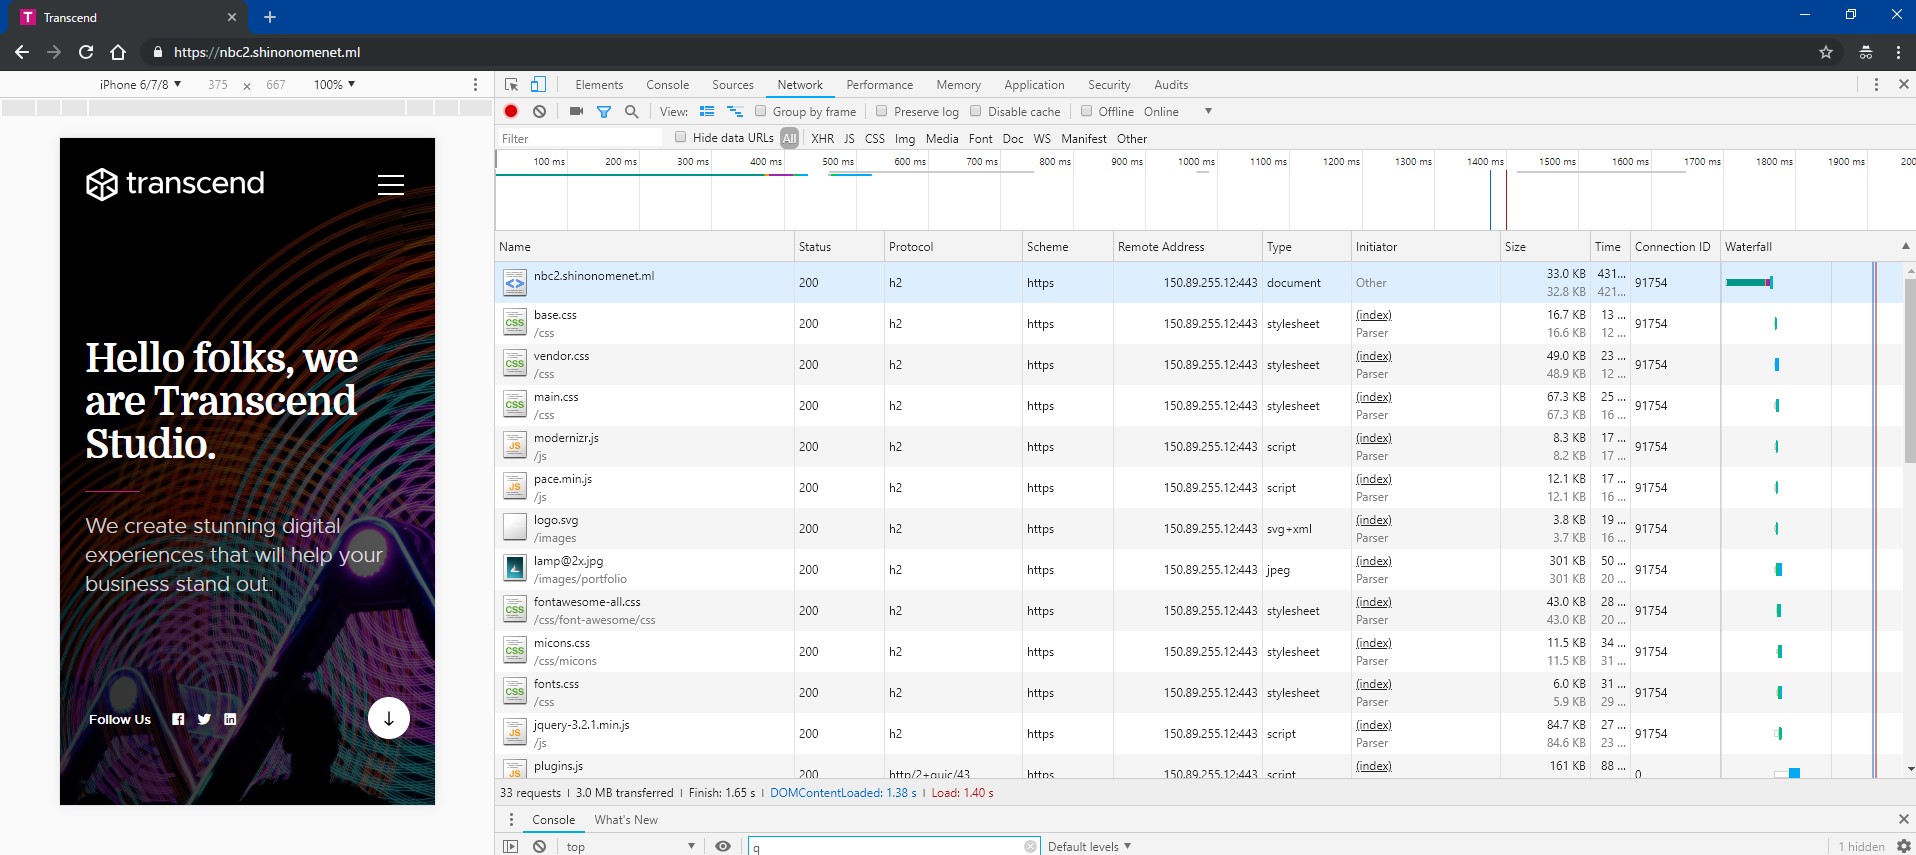 Transcend
https://nbc2.shinonomenet.ml
iPhone 6/7/8 ▼ 375 × 667 100% ▼
Elements Console Sources Network Performance Memory Application Security Audits
View: Group by frame Preserve log Disable cache Offline Online ▼
Filter Hide data URLs All XHR JS CSS Img Media Font Doc WS Manifest Other
100 ms 200 ms 300 ms 400 ms 500 ms 600 ms 700 ms 800 ms 900 ms 1000 ms 1100 ms 1200 ms 1300 ms 1400 ms 1500 ms 1600 ms 1700 ms 1800 ms 1900 ms 200
Name Status Protocol Scheme Remote Address Type Initiator Size Time Connection ID Waterfall
nbc2.shinonomenet.ml 200 h2 https 150.89.255.12:443 document Other 33.0 KB 431... 91754
32.8 KB 421...
base.css 200 h2 https 150.89.255.12:443 stylesheet (index) 16.7 KB 13 ... 91754
/css Parser 16.6 KB 12 ...
vendor.css 200 h2 https 150.89.255.12:443 stylesheet (index) 49.0 KB 23 ... 91754
/css Parser 48.9 KB 12 ...
main.css 200 h2 https 150.89.255.12:443 stylesheet (index) 67.3 KB 25 ... 91754
/css Parser 67.3 KB 16 ...
modernizr.js 200 h2 https 150.89.255.12:443 script (index) 8.3 KB 17 ... 91754
/js Parser 8.2 KB 17 ...
pace.min.js 200 h2 https 150.89.255.12:443 script (index) 12.1 KB 17 ... 91754
/js Parser 12.1 KB 16 ...
logo.svg 200 h2 https 150.89.255.12:443 svg+xml (index) 3.8 KB 19 ... 91754
/images Parser 3.7 KB 16 ...
lamp@2x.jpg 200 h2 https 150.89.255.12:443 jpeg (index) 301 KB 50 ... 91754
/images/portfolio Parser 301 KB 20 ...
fontawesome-all.css 200 h2 https 150.89.255.12:443 stylesheet (index) 43.0 KB 28 ... 91754
/css/font-awesome/css Parser 43.0 KB 20 ...
micons.css 200 h2 https 150.89.255.12:443 stylesheet (index) 11.5 KB 34 ... 91754
/css/micons Parser 11.5 KB 31 ...
fonts.css 200 h2 https 150.89.255.12:443 stylesheet (index) 6.0 KB 31 ... 91754
/css Parser 5.9 KB 29 ...
jquery-3.2.1.min.js 200 h2 https 150.89.255.12:443 script (index) 84.7 KB 27 ... 91754
/js Parser 84.6 KB 23 ...
plugins.js 200 http/2+quic/43 https 150.89.255.12:443 script (index) 161 KB 88 ... 0
33 requests | 3.0 MB transferred | Finish: 1.65 s | DOMContentLoaded: 1.38 s | Load: 1.40 s
Console What's New
top ▼ q Default levels ▼ 1 hidden
transcend
Hello folks, we
are Transcend
Studio.
We create stunning digital
experiences that will help your
business stand out.
Follow Us